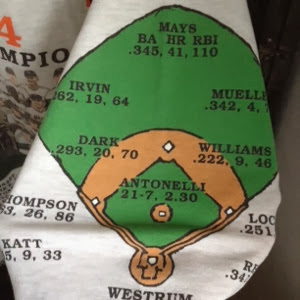 4
MPIO
MAYS
BA HR RBI
.345, 41, 110
IRVIN
62, 19, 64
MUELLE
.342, 4,
DARK
.293, 20, 70
WILLIAMS
.222, 9, 46
ANTONELLI
21-7, 2.30
HOMPSON
3, 26, 86
LOC
.251
KATT
5, 9, 33
WESTRUM